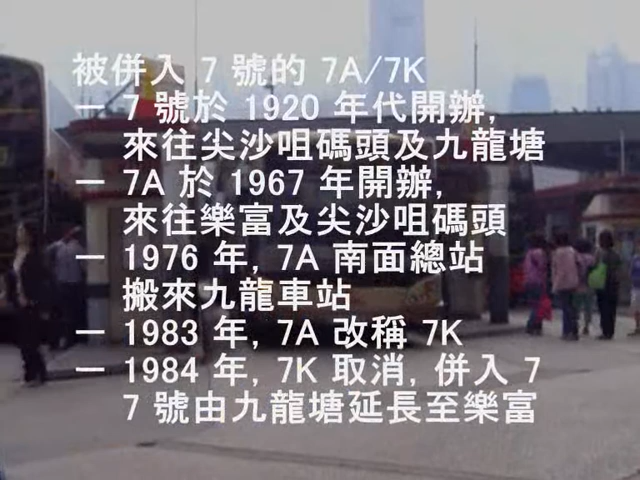 被併入 7 號的 7A/7K
– 7 號於 1920 年代開辦,
來往尖沙咀碼頭及九龍塘
– 7A 於 1967 年開辦,
來往樂富及尖沙咀碼頭
– 1976 年, 7A 南面總站
搬來九龍車站
– 1983 年, 7A 改稱 7K
– 1984 年, 7K 取消, 併入 7
7 號由九龍塘延長至樂富